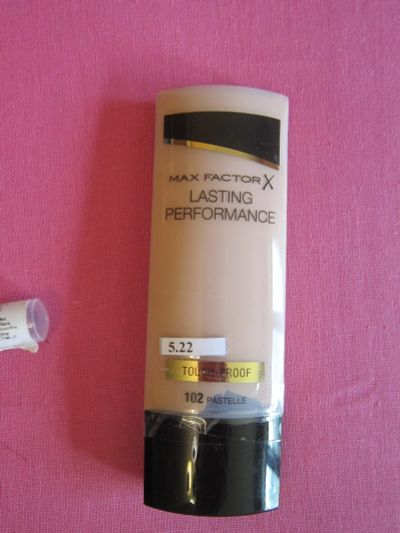 MAX FACTOR X
LASTING
PERFORMANCE
5.22
TOUCH-PROOF
102 PASTELLE